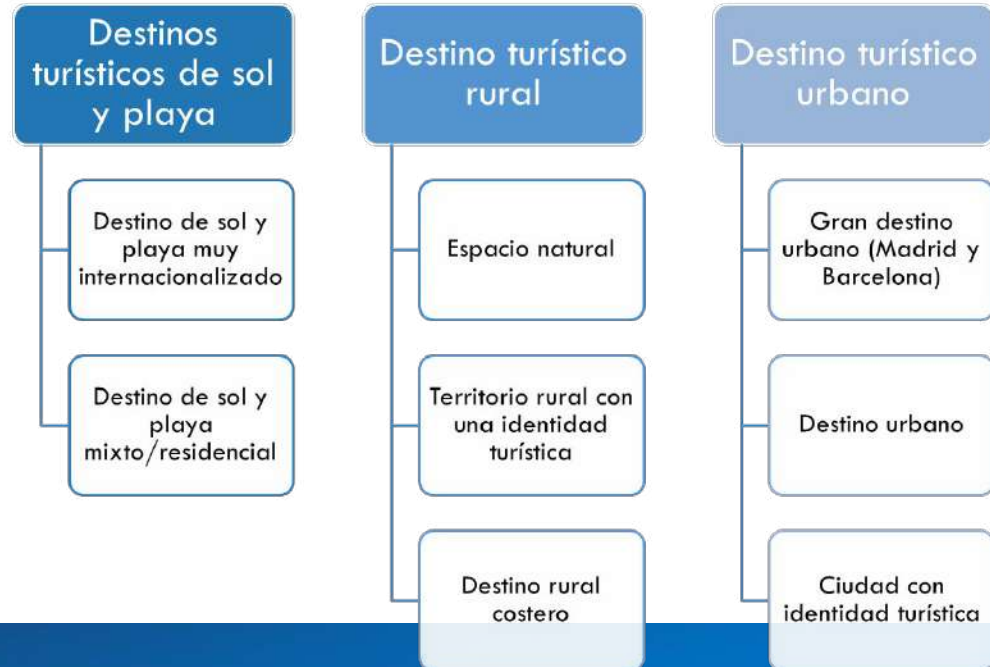 Destinos
turísticos de sol
y playa
Destino de sol y
playa muy
internacionalizado
Destino de sol y
playa
mixto/residencial
Destino turístico
rural
Espacio natural
Territorio rural con
una identidad
turística
Destino rural
costero
Destino turístico
urbano
Gran destino
urbano (Madrid y
Barcelona)
Destino urbano
Ciudad con
identidad turística